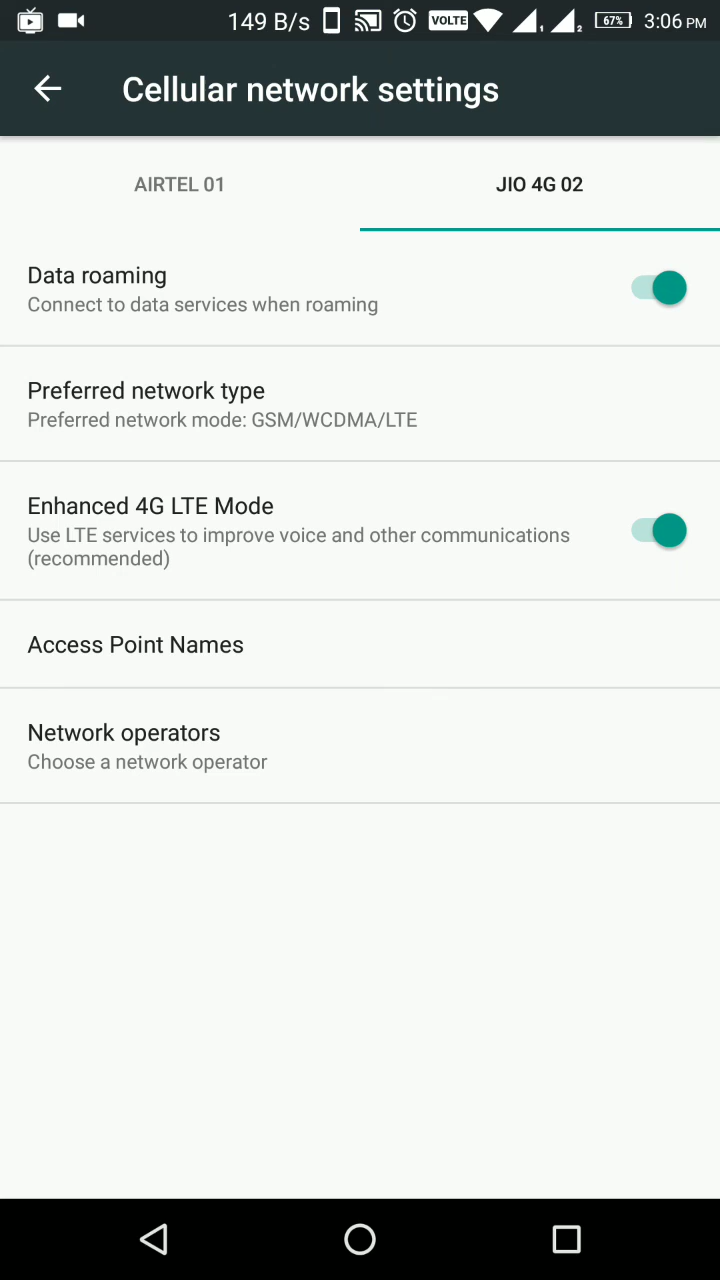 149 B/s VOLTE 1 2 67% 3:06 PM
Cellular network settings
AIRTEL 01 JIO 4G 02
Data roaming
Connect to data services when roaming
Preferred network type
Preferred network mode: GSM/WCDMA/LTE
Enhanced 4G LTE Mode
Use LTE services to improve voice and other communications
(recommended)
Access Point Names
Network operators
Choose a network operator